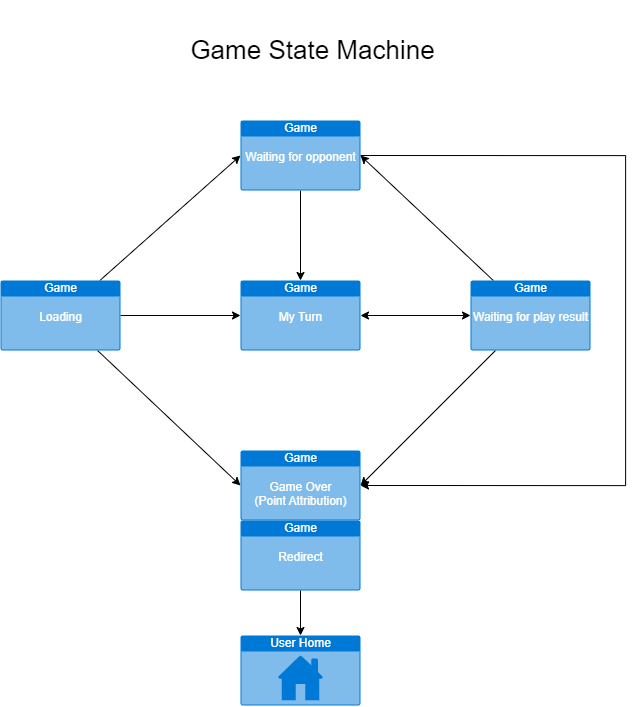 Game State Machine
Game
Waiting for opponent
Game
Loading
Game
My Turn
Game
Waiting for play result
Game
Game Over
(Point Attribution)
Game
Redirect
User Home